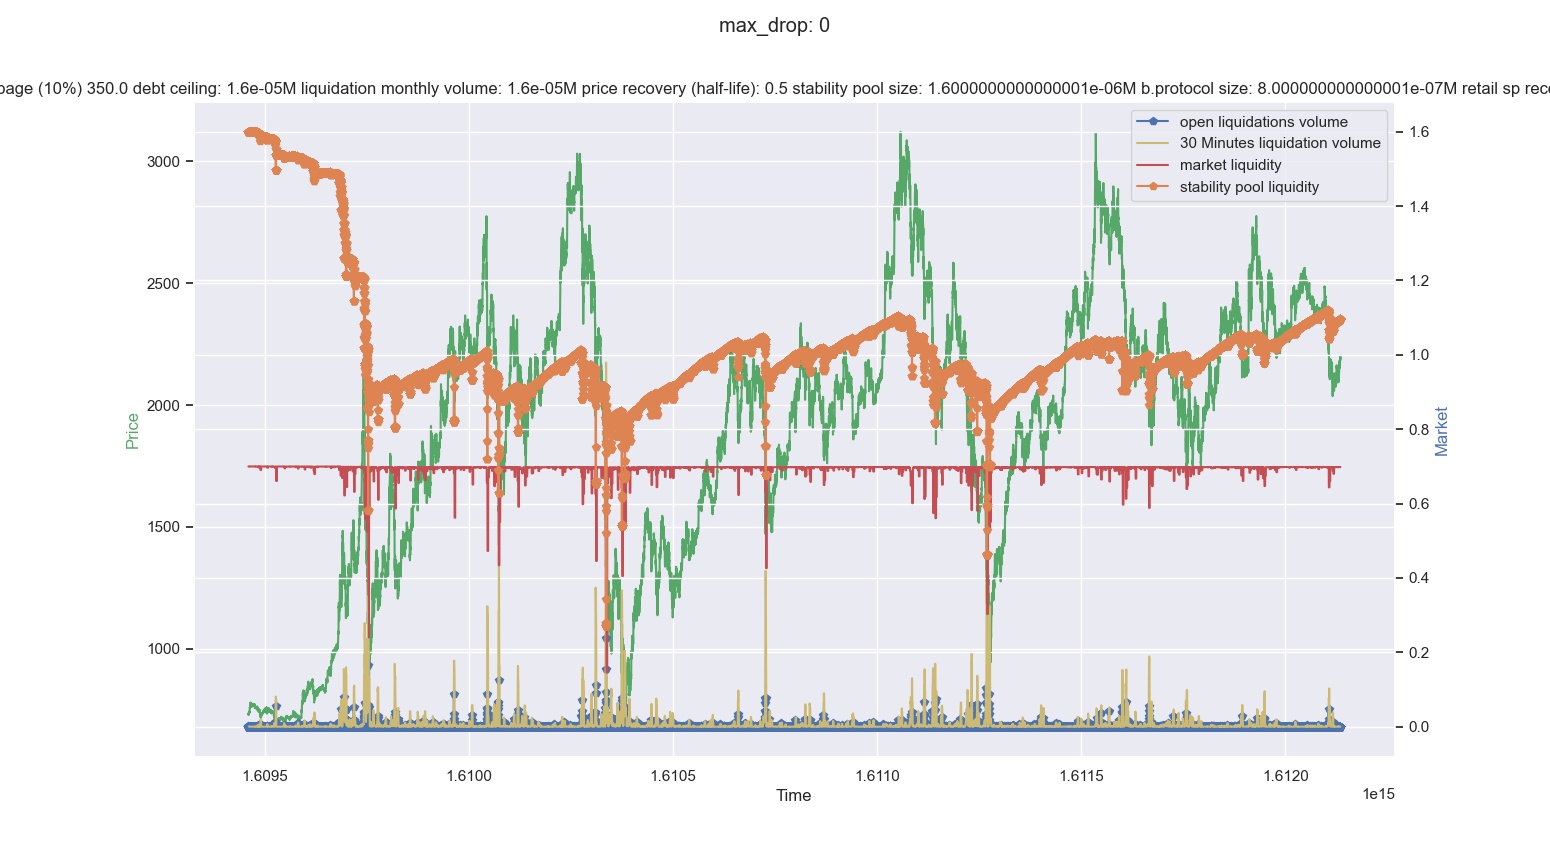 max_drop: 0
page (10%) 350.0 debt ceiling: 1.6e-05M liquidation monthly volume: 1.6e-05M price recovery (half-life): 0.5 stability pool size: 1.6000000000000001e-06M b.protocol size: 8.000000000000001e-07M retail sp
open liquidations volume
30 Minutes liquidation volume
market liquidity
stability pool liquidity
3000
2500
2000
1500
1000
Price
1.6
1.4
1.2
1.0
0.8
0.6
0.4
0.2
0.0
Market
1.6095
1.6100
1.6105
1.6110
1.6115
1.6120
Time
1e15